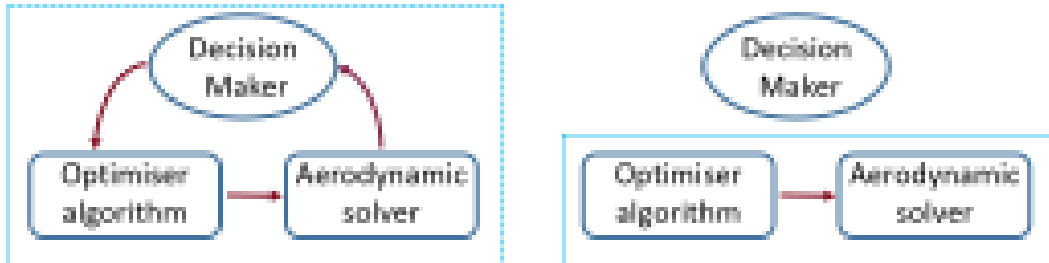 Decision
Maker
Optimiser
algorithm
Aerodynamic
solver
Decision
Maker
Optimiser
algorithm
Aerodynamic
solver